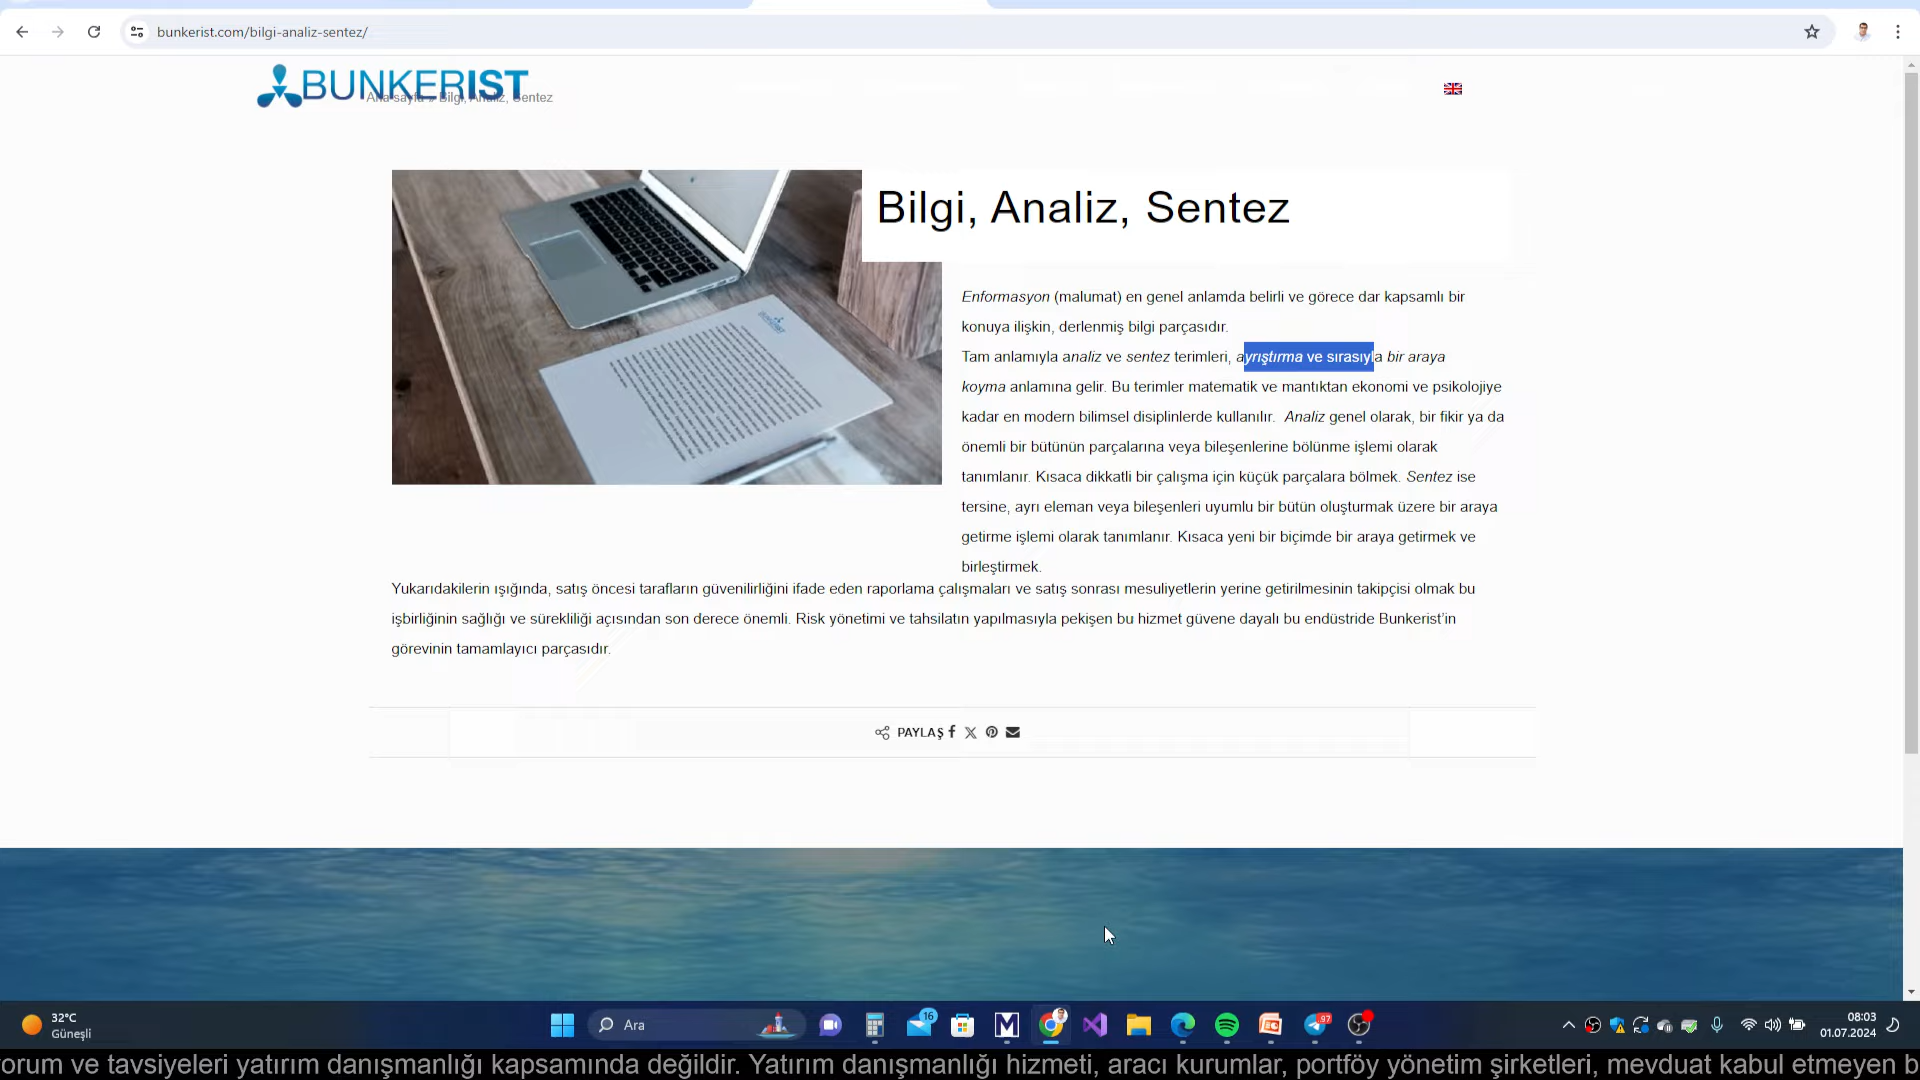 bunkerist.com/bilgi-analiz-sentez/
BUNKERIST
Ana sayfa » Bilgi, Analiz, Sentez
Bilgi, Analiz, Sentez
Enformasyon (malumat) en genel anlamda belirli ve görece dar kapsamlı bir
konuya ilişkin, derlenmiş bilgi parçasıdır.
Tam anlamıyla analiz ve sentez terimleri, ayrıştırma ve sırasıyla bir araya
koyma anlamına gelir. Bu terimler matematik ve mantıktan ekonomi ve psikolojiye
kadar en modern bilimsel disiplinlerde kullanılır. Analiz genel olarak, bir fikir ya da
önemli bir bütünün parçalarına veya bileşenlerine bölünme işlemi olarak
tanımlanır. Kısaca dikkatli bir çalışma için küçük parçalara bölmek. Sentez ise
tersine, ayrı eleman veya bileşenleri uyumlu bir bütün oluşturmak üzere bir araya
getirme işlemi olarak tanımlanır. Kısaca yeni bir biçimde bir araya getirmek ve
birleştirmek.
Yukarıdakilerin ışığında, satış öncesi tarafların güvenilirliğini ifade eden raporlama çalışmaları ve satış sonrası mesuliyetlerin yerine getirilmesinin takipçisi olmak bu
işbirliğinin sağlığı ve sürekliliği açısından son derece önemli. Risk yönetimi ve tahsilatın yapılmasıyla pekişen bu hizmet güvene dayalı bu endüstride Bunkerist’in
görevinin tamamlayıcı parçasıdır.
PAYLAŞ
32°C
Güneşli
Ara
16
97
08:03
01.07.2024
orum ve tavsiyeleri yatırım danışmanlığı kapsamında değildir. Yatırım danışmanlığı hizmeti, aracı kurumlar, portföy yönetim şirketleri, mevduat kabul etmeyen b